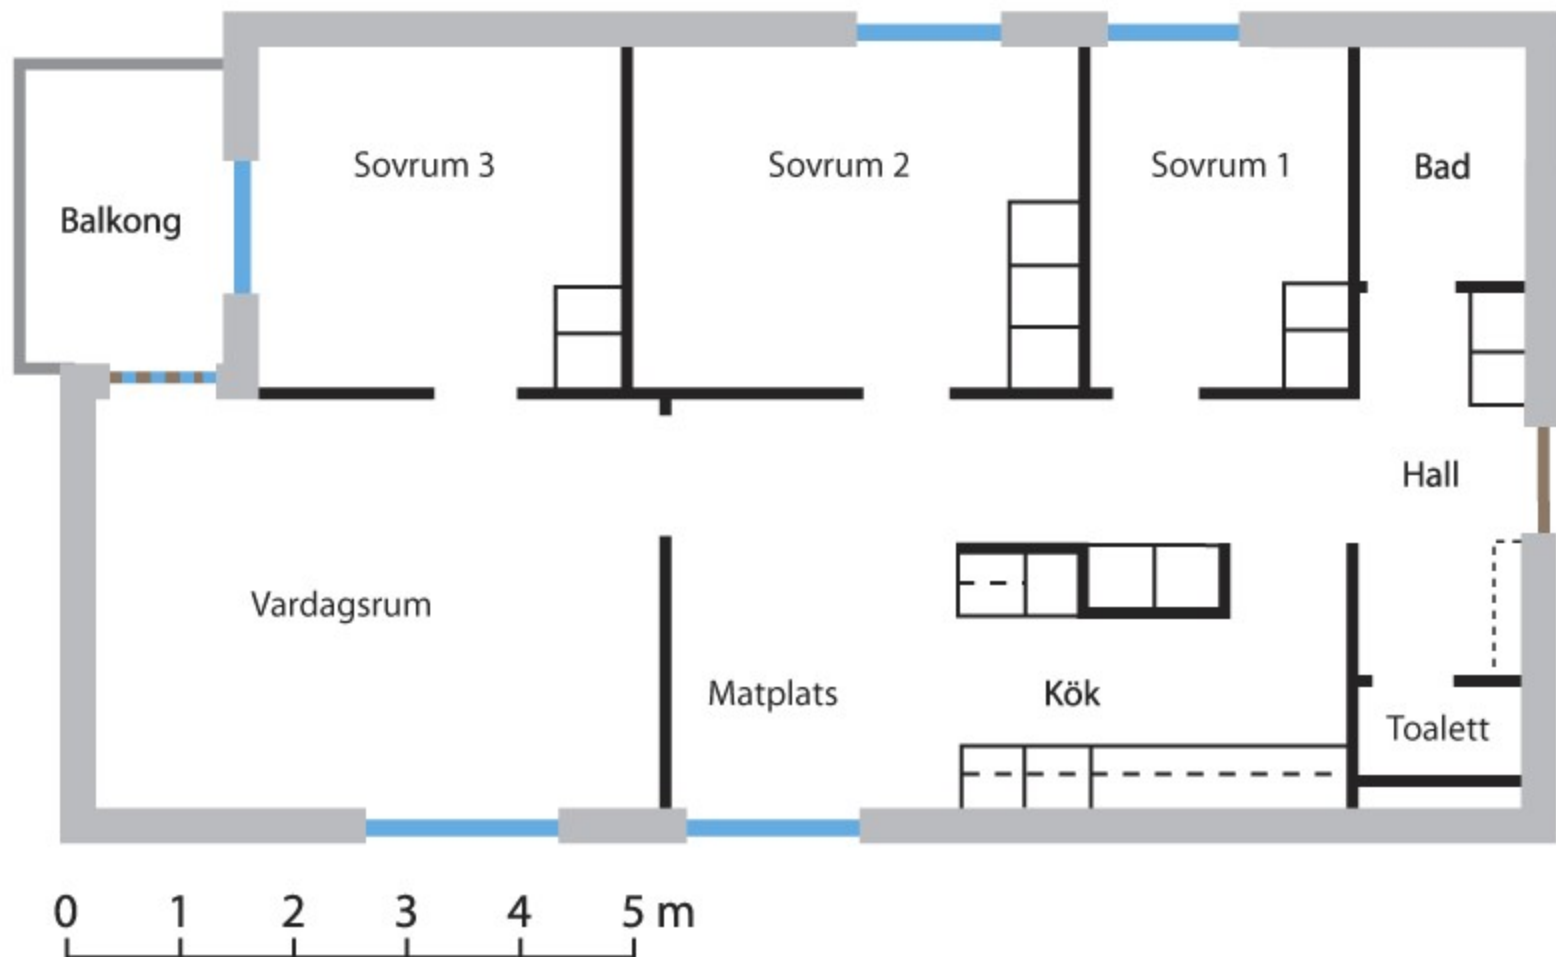 Sovrum 3
Sovrum 2
Sovrum 1
Bad
Balkong
Hall
Vardagsrum
Matplats
Kök
Toalett
0 1 2 3 4 5 m